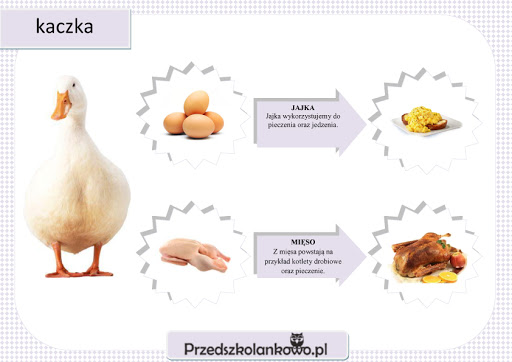 kaczka
JAJKA
Jajka wykorzystujemy do
pieczenia oraz jedzenia.
MIĘSO
Z mięsa powstają na
przykład kotlety drobiowe
oraz pieczenie.
Przedszkolankowo.pl